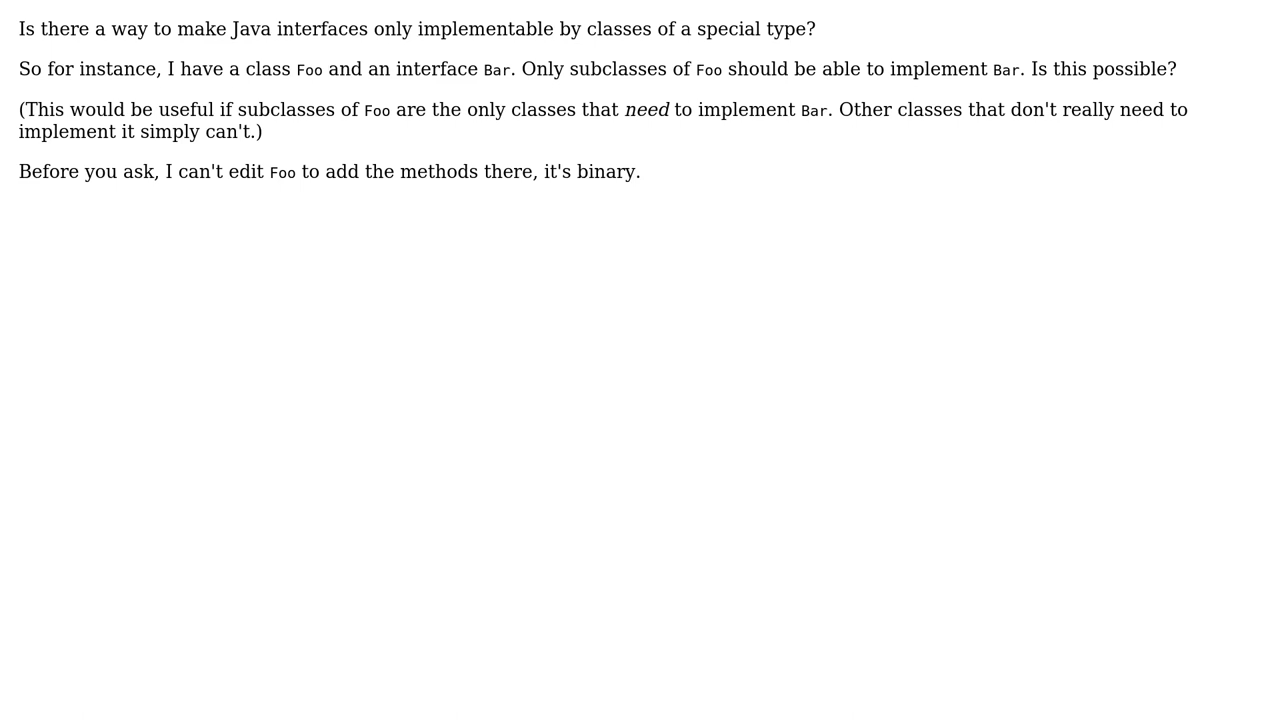 Is there a way to make Java interfaces only implementable by classes of a special type?
So for instance, I have a class Foo and an interface Bar. Only subclasses of Foo should be able to implement Bar. Is this possible?
(This would be useful if subclasses of Foo are the only classes that need to implement Bar. Other classes that don't really need to
implement it simply can't.)
Before you ask, I can't edit Foo to add the methods there, it's binary.